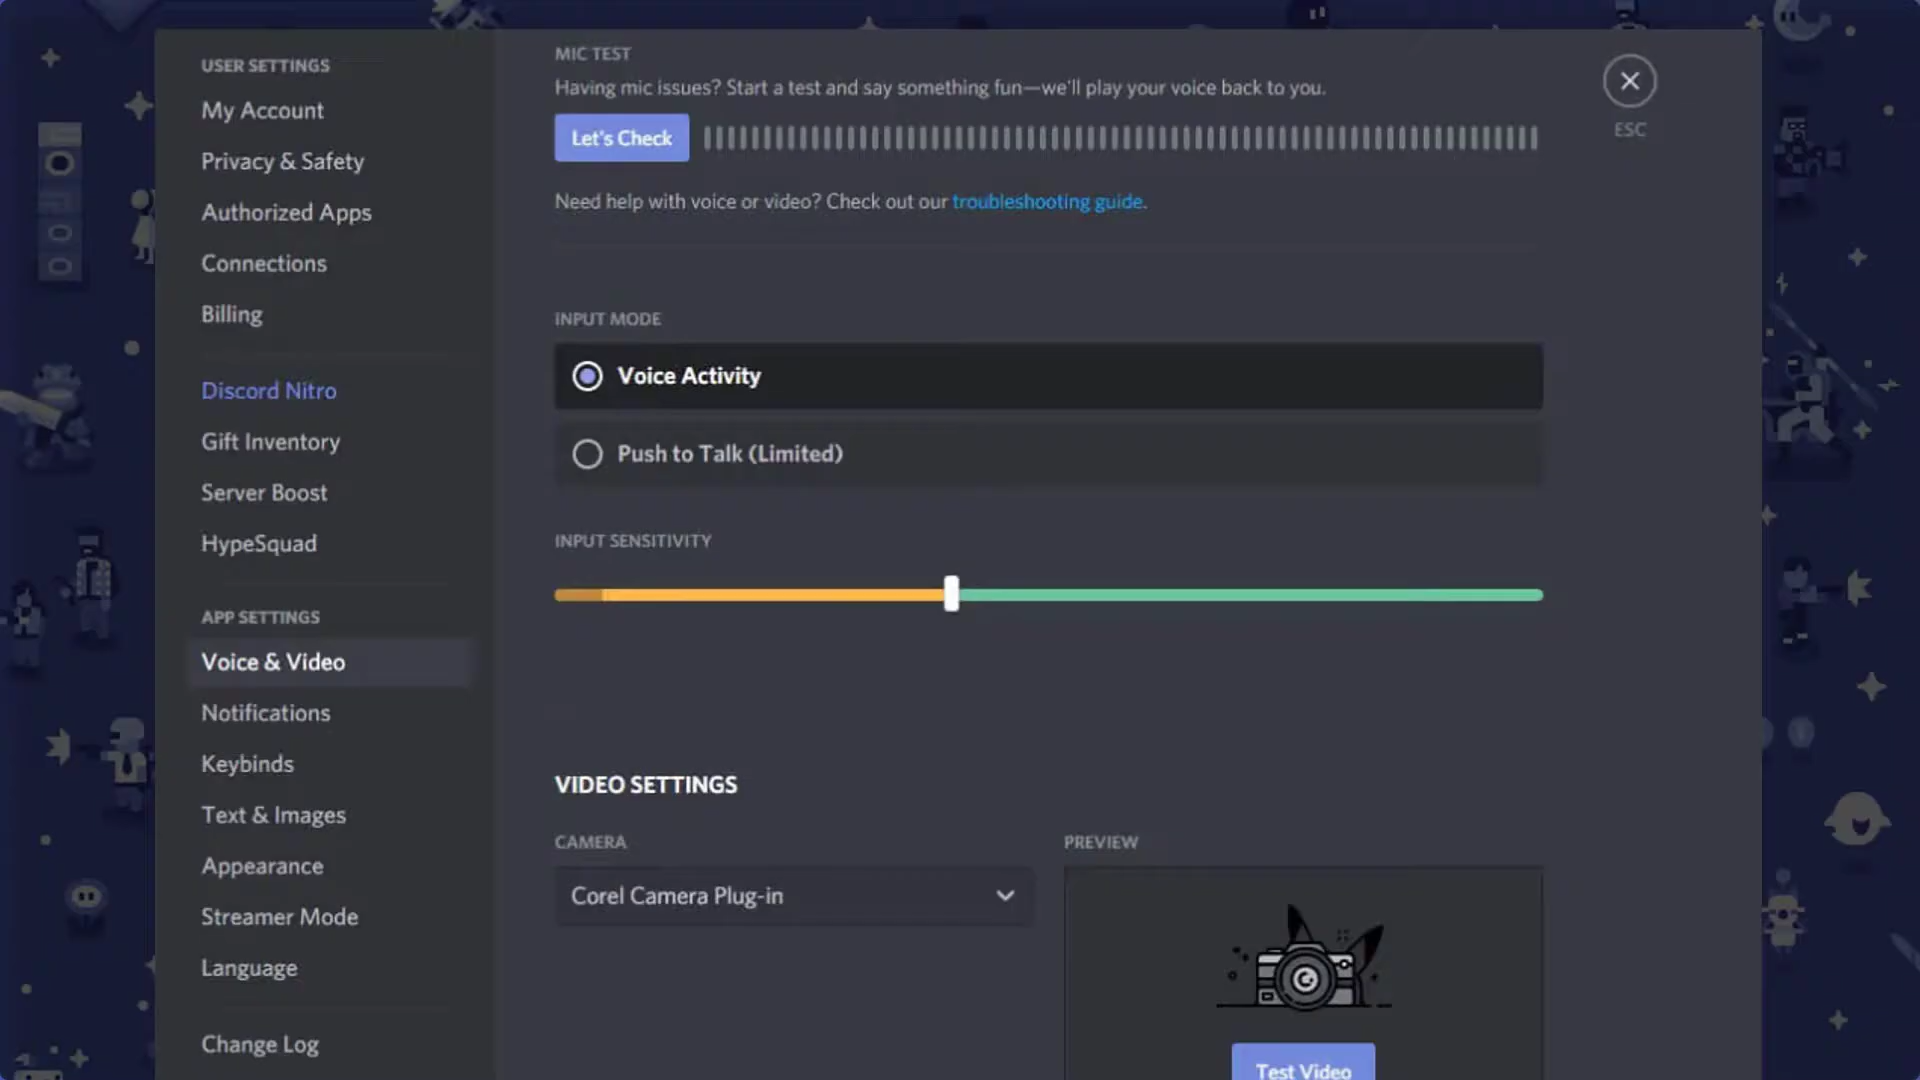 USER SETTINGS
My Account
Privacy & Safety
Authorized Apps
Connections
Billing
Discord Nitro
Gift Inventory
Server Boost
HypeSquad
APP SETTINGS
Voice & Video
Notifications
Keybinds
Text & Images
Appearance
Streamer Mode
Language
Change Log
MIC TEST
Having mic issues? Start a test and say something fun—we'll play your voice back to you.
Let's Check
Need help with voice or video? Check out our troubleshooting guide.
INPUT MODE
Voice Activity
Push to Talk (Limited)
INPUT SENSITIVITY
VIDEO SETTINGS
CAMERA
Corel Camera Plug-in
PREVIEW
Test Video
ESC